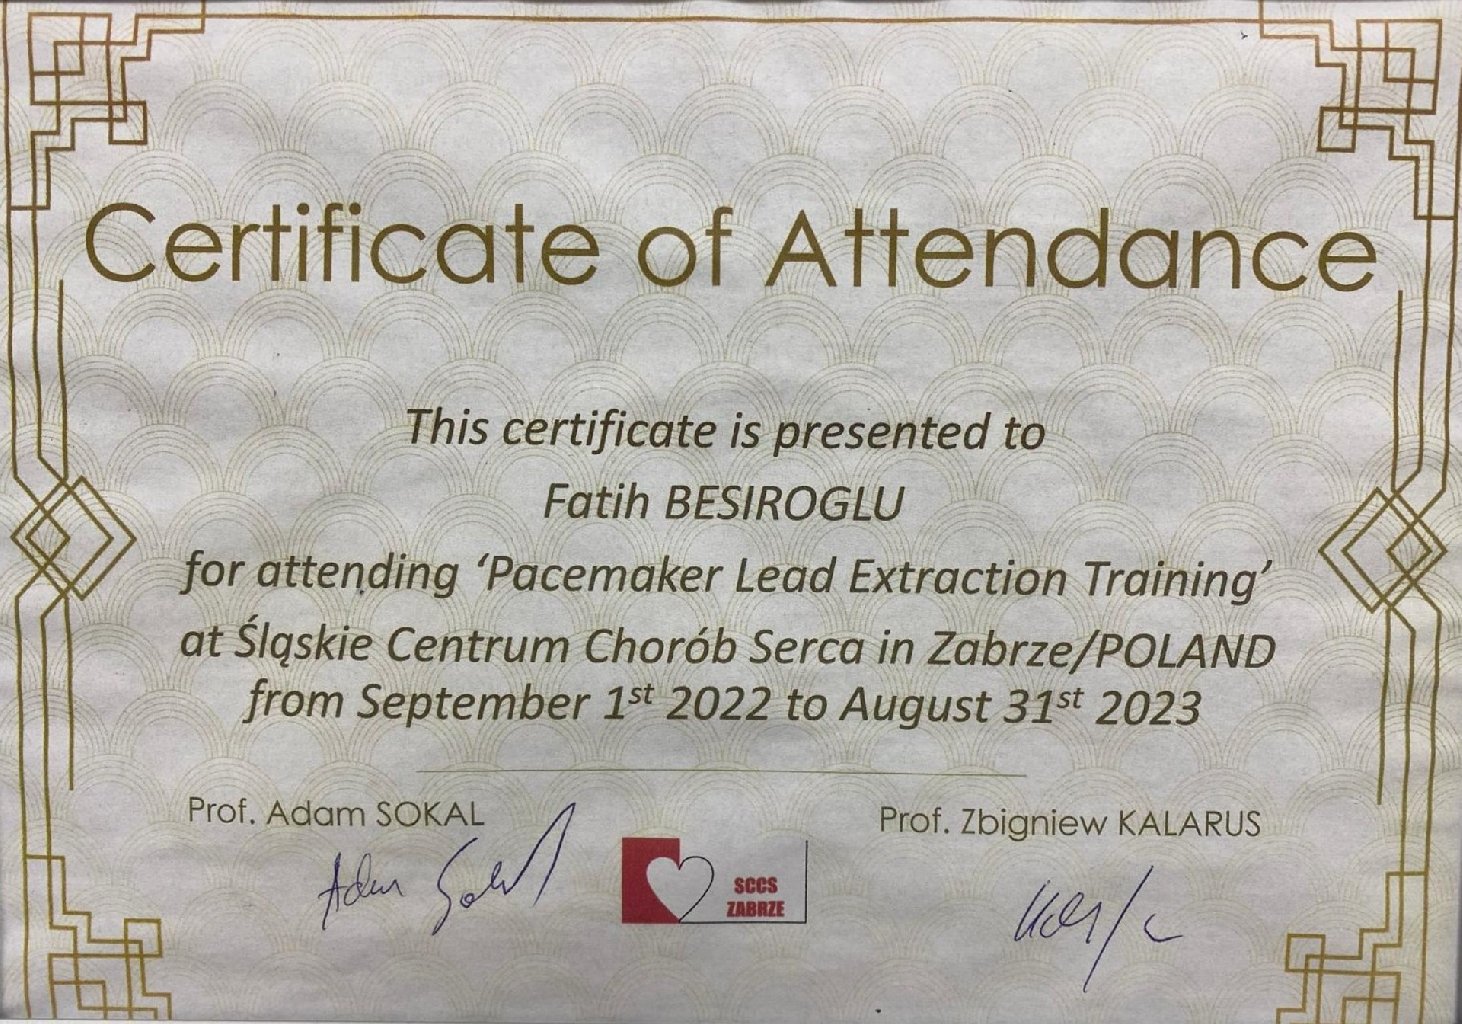 Certificate of Attendance
This certificate is presented to
Fatih BESIROGLU
for attending ‘Pacemaker Lead Extraction Training’
at Śląskie Centrum Chorób Serca in Zabrze/POLAND
from September 1st 2022 to August 31st 2023
Prof. Adam SOKAL
Prof. Zbigniew KALARUS
Adam Sokal
SCCS
ZABRZE